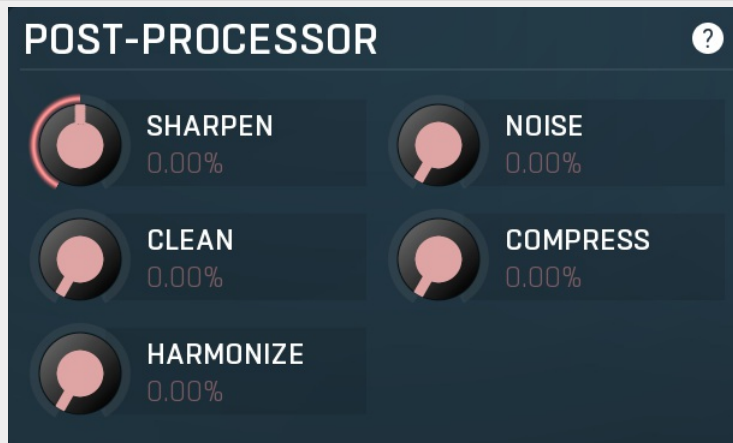 POST-PROCESSOR
?
SHARPEN
0.00%
NOISE
0.00%
CLEAN
0.00%
COMPRESS
0.00%
HARMONIZE
0.00%